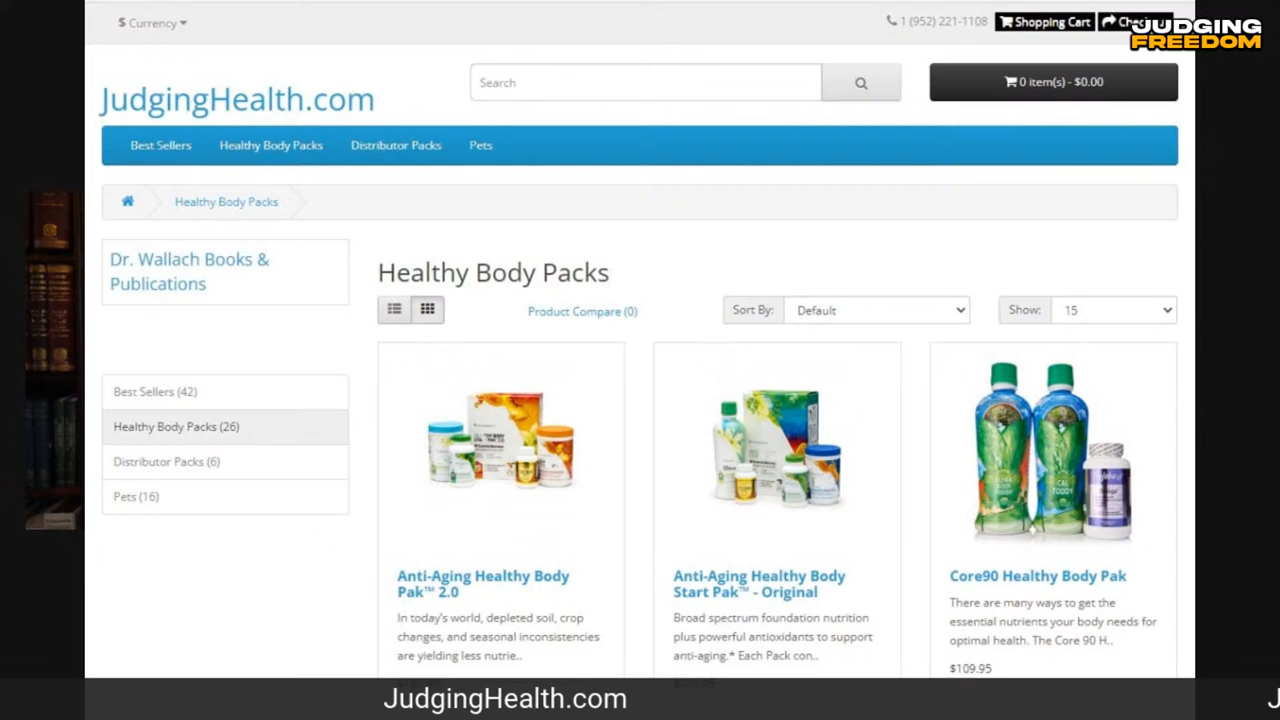 $ Currency
1 (952) 221-1108
Shopping Cart
JUDGING
FREEDOM
JudgingHealth.com
Search
0 item(s) - $0.00
Best Sellers
Healthy Body Packs
Distributor Packs
Pets
Healthy Body Packs
Dr. Wallach Books &
Publications
Best Sellers (42)
Healthy Body Packs (26)
Distributor Packs (6)
Pets (16)
Healthy Body Packs
Product Compare (0)
Sort By:
Default
Show:
15
CAL
TODDY
Anti-Aging Healthy Body
Pak™ 2.0
In today's world, depleted soil, crop
changes, and seasonal inconsistencies
are yielding less nutrie..
Anti-Aging Healthy Body
Start Pak™ - Original
Broad spectrum foundation nutrition
plus powerful antioxidants to support
anti-aging.* Each Pack con..
Core90 Healthy Body Pak
There are many ways to get the
essential nutrients your body needs for
optimal health. The Core 90 H..
$109.95
JudgingHealth.com